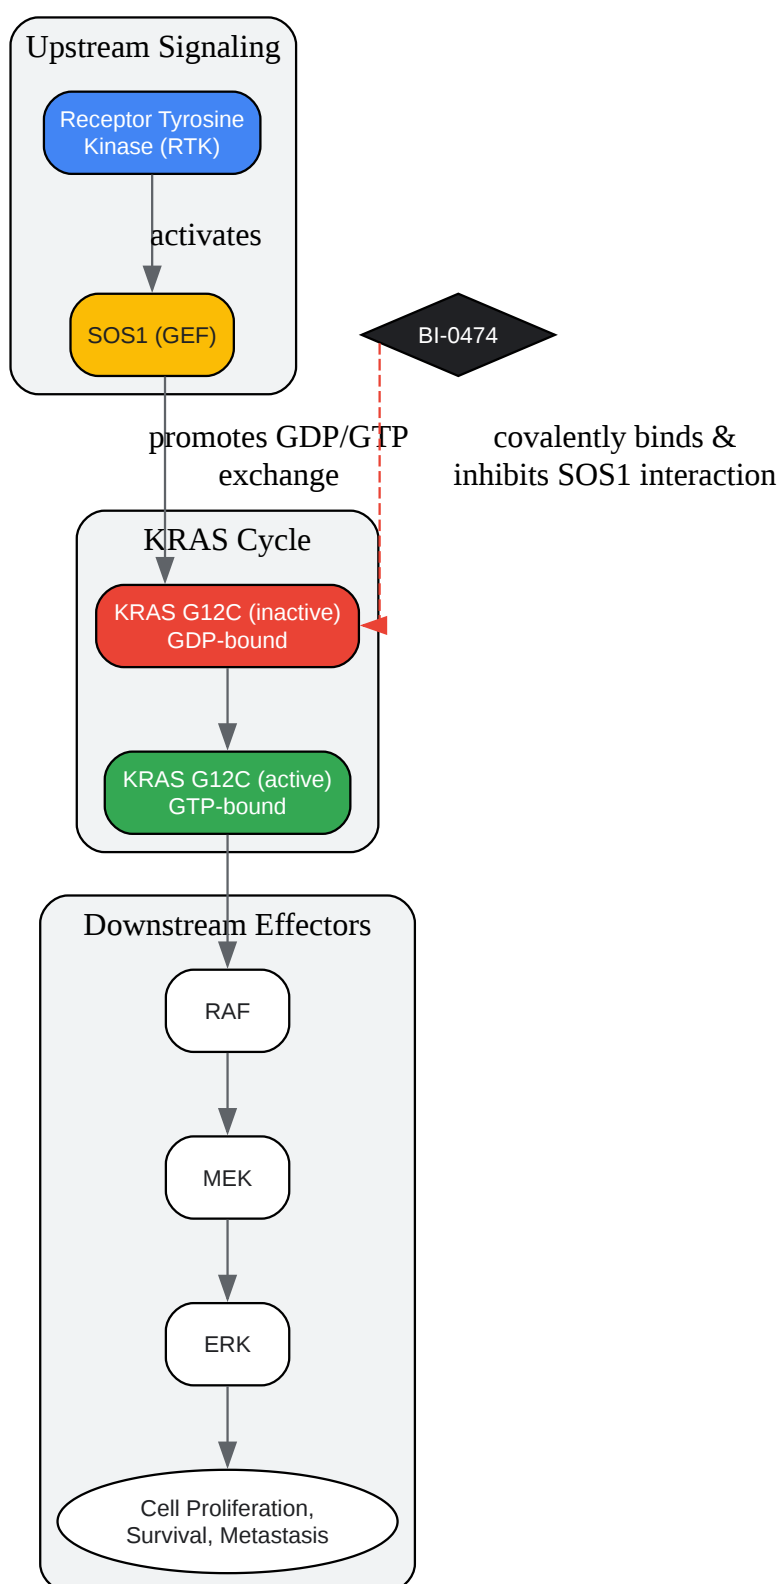 Upstream Signaling
Receptor Tyrosine
Kinase (RTK)
activates
SOS1 (GEF)
BI-0474
promotes GDP/GTP
exchange
covalently binds &
inhibits SOS1 interaction
KRAS Cycle
KRAS G12C (inactive)
GDP-bound
KRAS G12C (active)
GTP-bound
Downstream Effectors
RAF
MEK
ERK
Cell Proliferation,
Survival, Metastasis